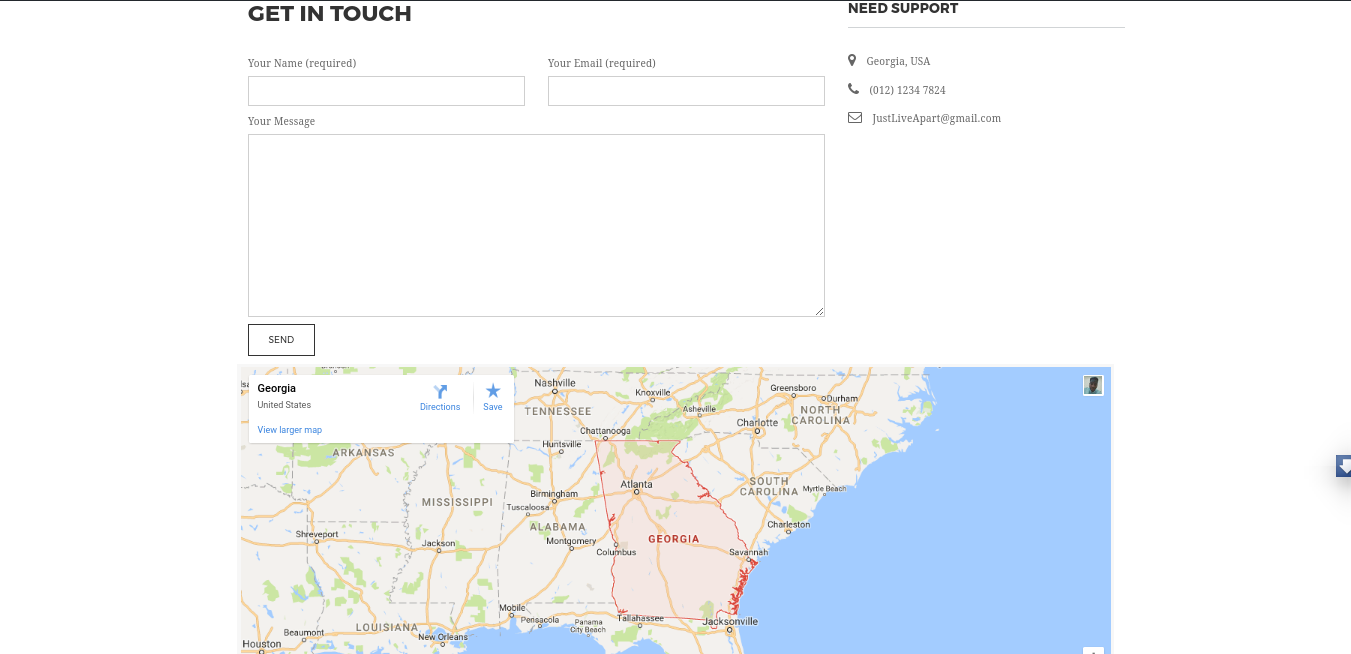 GET IN TOUCH
NEED SUPPORT
Your Name (required)
Your Email (required)
Georgia, USA
(012) 1234 7824
JustLiveApart@gmail.com
Your Message
SEND
Georgia
United States
View larger map
Directions
Save
Nashville
Knoxville
Greensboro
Durham
TENNESSEE
Asheville
NORTH
CAROLINA
Charlotte
Chattanooga
Huntsville
ARKANSAS
Atlanta
SOUTH
CAROLINA
Myrtle Beach
Birmingham
MISSISSIPPI
Tuscaloosa
ALABAMA
Charleston
Shreveport
Jackson
Montgomery
GEORGIA
Columbus
Savannah
Mobile
Pensacola
Panama
City Beach
Tallahassee
Jacksonville
LOUISIANA
Beaumont
New Orleans
Houston